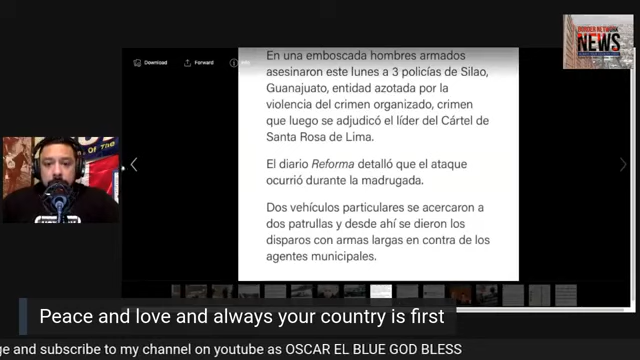 BORDER NETWORK
NEWS
Download
Forward
En una emboscada hombres armados
asesinaron este lunes a 3 policías de Silao,
Guanajuato, entidad azotada por la
violencia del crimen organizado, crimen
que luego se adjudicó el líder del Cártel de
Santa Rosa de Lima.
El diario Reforma detalló que el ataque
ocurrió durante la madrugada.
Dos vehículos particulares se acercaron a
dos patrullas y desde ahí se dieron los
disparos con armas largas en contra de los
agentes municipales.
Peace and love and always your country is first
and subscribe to my channel on youtube as OSCAR EL BLUE GOD BLESS